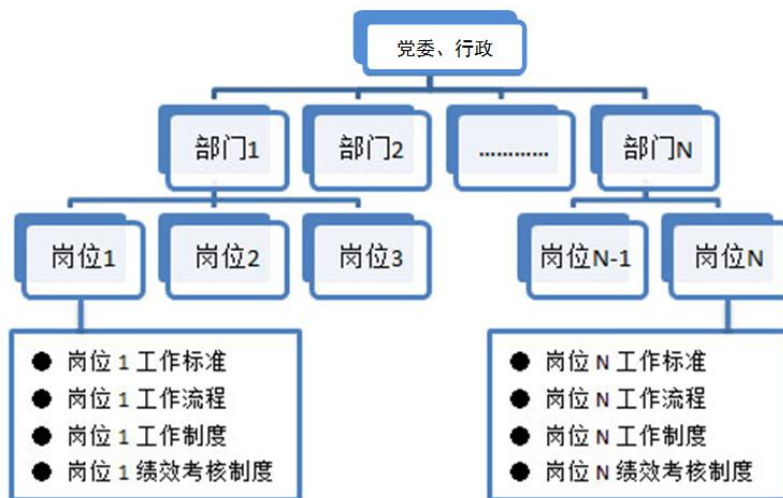 党委、行政
部门1
部门2
…………
部门N
岗位1
岗位2
岗位3
岗位N-1
岗位N
● 岗位 1 工作标准
● 岗位 1 工作流程
● 岗位 1 工作制度
● 岗位 1 绩效考核制度
● 岗位 N 工作标准
● 岗位 N 工作流程
● 岗位 N 工作制度
● 岗位 N 绩效考核制度